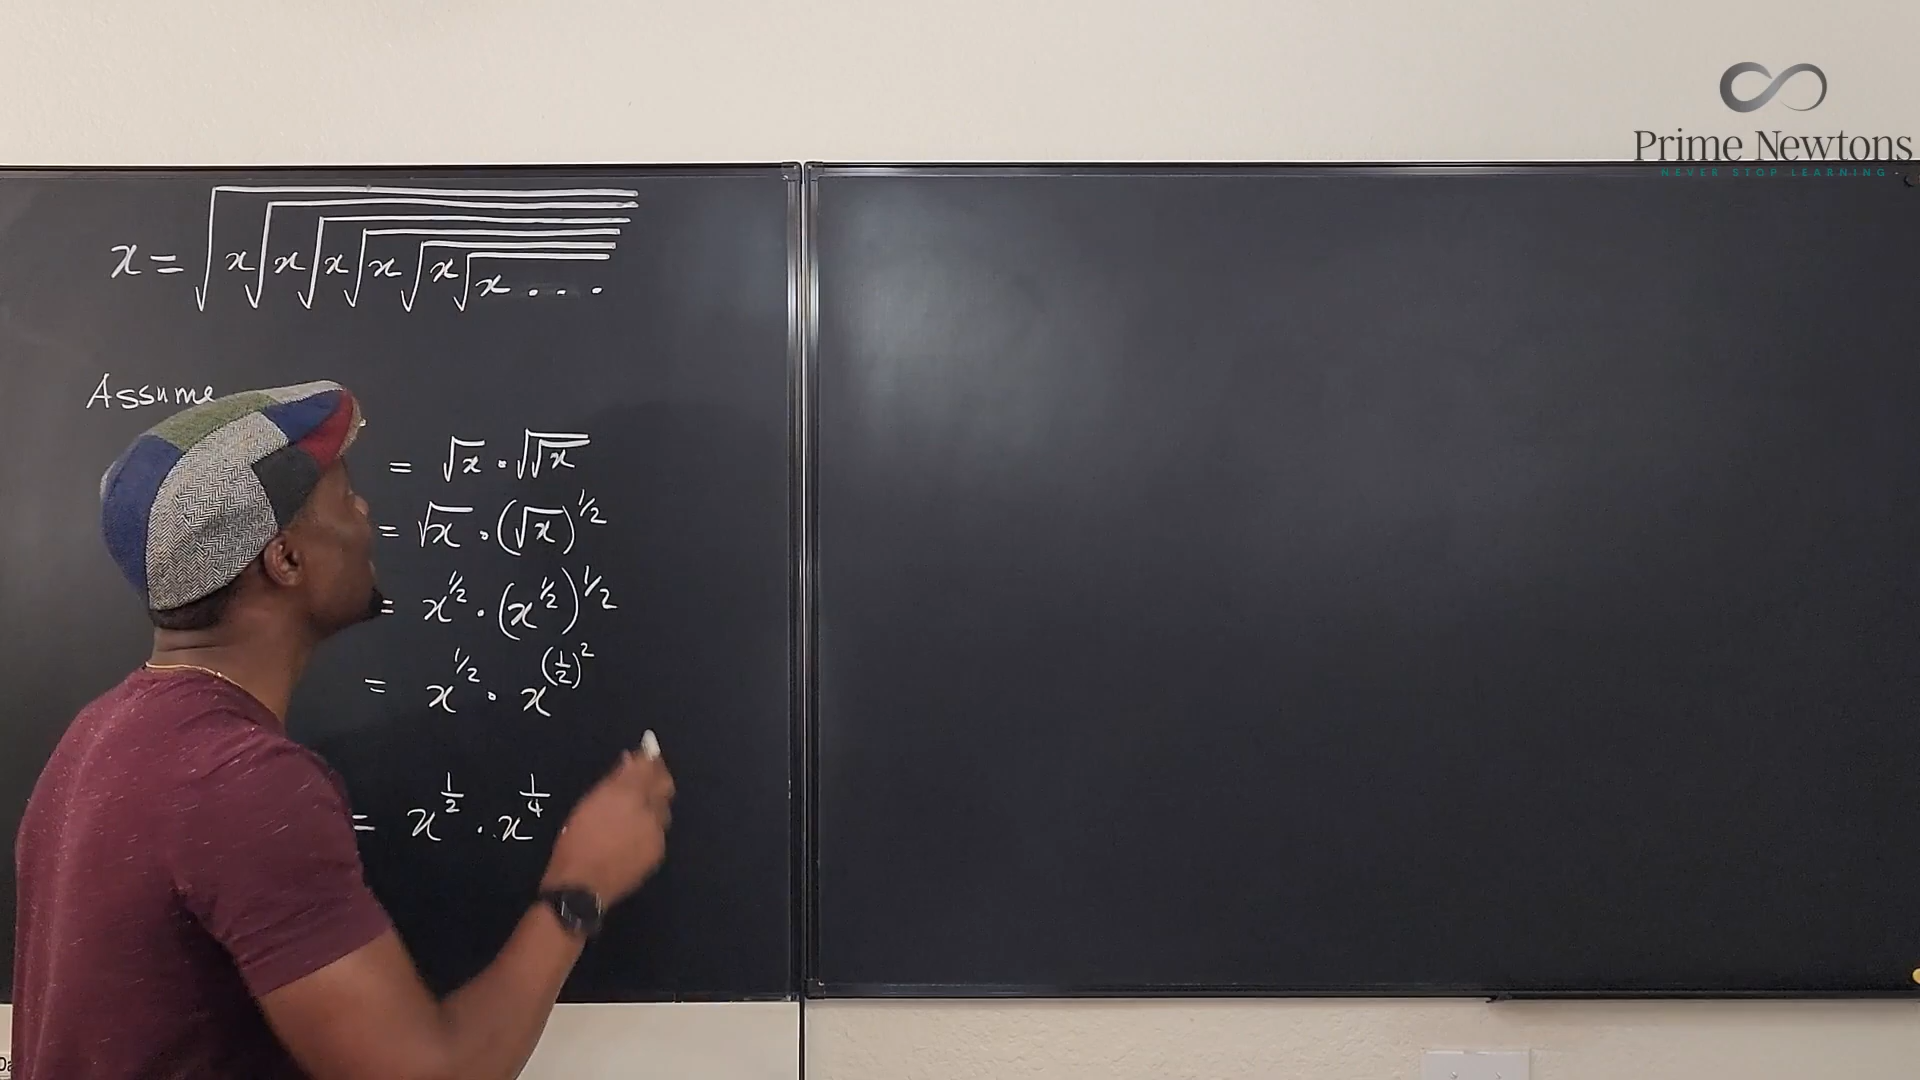 Prime Newtons
NEVER STOP LEARNING
x = √(x√(x√(x√(x√(x√(x...
Assume
= √x · √√x
= √x · (√x)^1/2
= x^1/2 · (x^1/2)^1/2
= x^1/2 · x^(1/2)^2
= x^1/2 · x^1/4